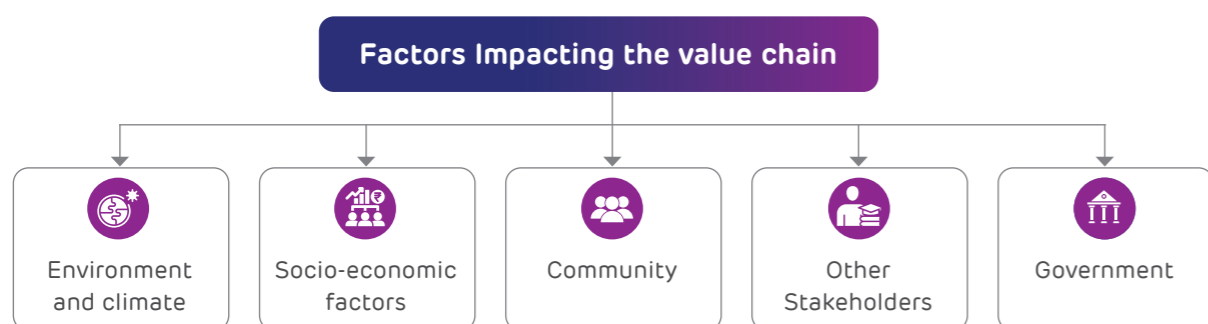 Factors Impacting the value chain
Environment
and climate
Socio-economic
factors
Community
Other
Stakeholders
Government